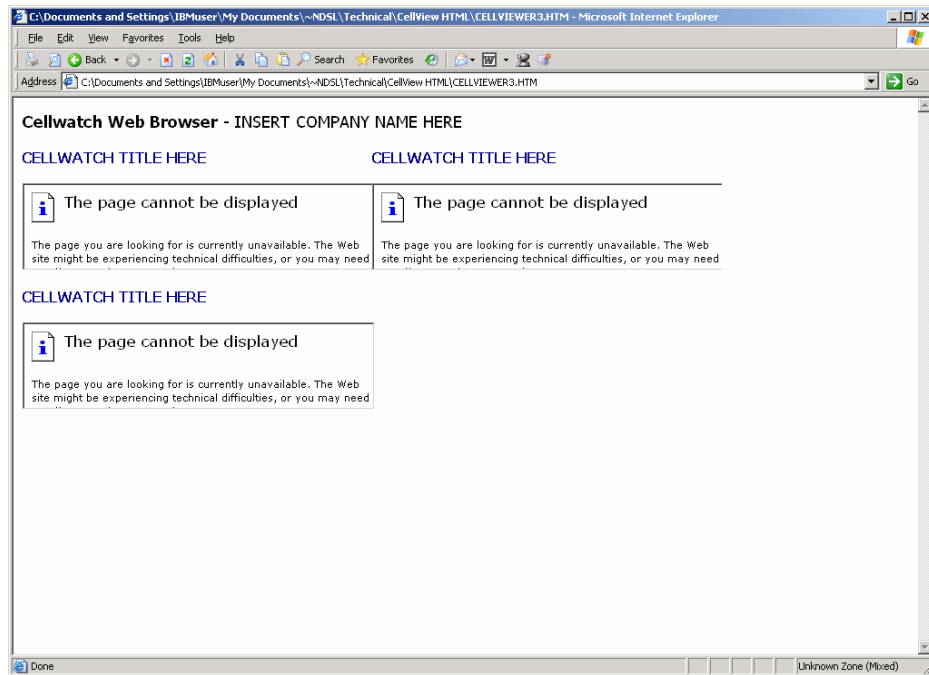 C:\Documents and Settings\IBMuser\My Documents\~NDSL\Technical\CellView HTML\CELLVIEWER3.HTML - Microsoft Internet Explorer
File Edit View Favorites Tools Help
Back Search Favorites
Address C:\Documents and Settings\IBMuser\My Documents\~NDSL\Technical\CellView HTML\CELLVIEWER3.HTM Go
Cellwatch Web Browser - INSERT COMPANY NAME HERE
CELLWATCH TITLE HERE CELLWATCH TITLE HERE
The page cannot be displayed The page cannot be displayed
The page you are looking for is currently unavailable. The Web The page you are looking for is currently unavailable. The Web
site might be experiencing technical difficulties, or you may need site might be experiencing technical difficulties, or you may need
CELLWATCH TITLE HERE
The page cannot be displayed
The page you are looking for is currently unavailable. The Web
site might be experiencing technical difficulties, or you may need
Done Unknown Zone (Mixed)